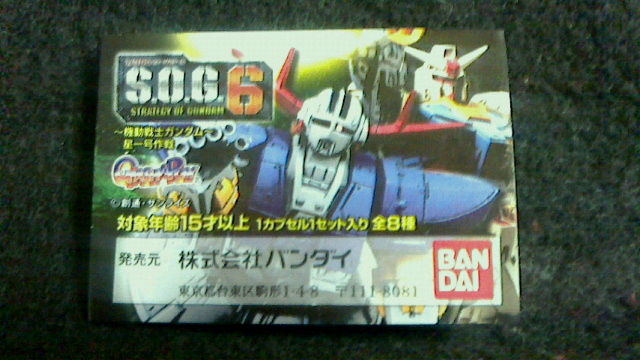 S.O.G. 6
STRATEGY OF GUNDAM
～機動戦士ガンダム～
星一号作戦
©創通・サンライズ
対象年齢15才以上 1カプセル1セット入り 全8種
発売元 株式会社バンダイ
東京都台東区駒形1-4-8 〒111-8081
BAN
DAI